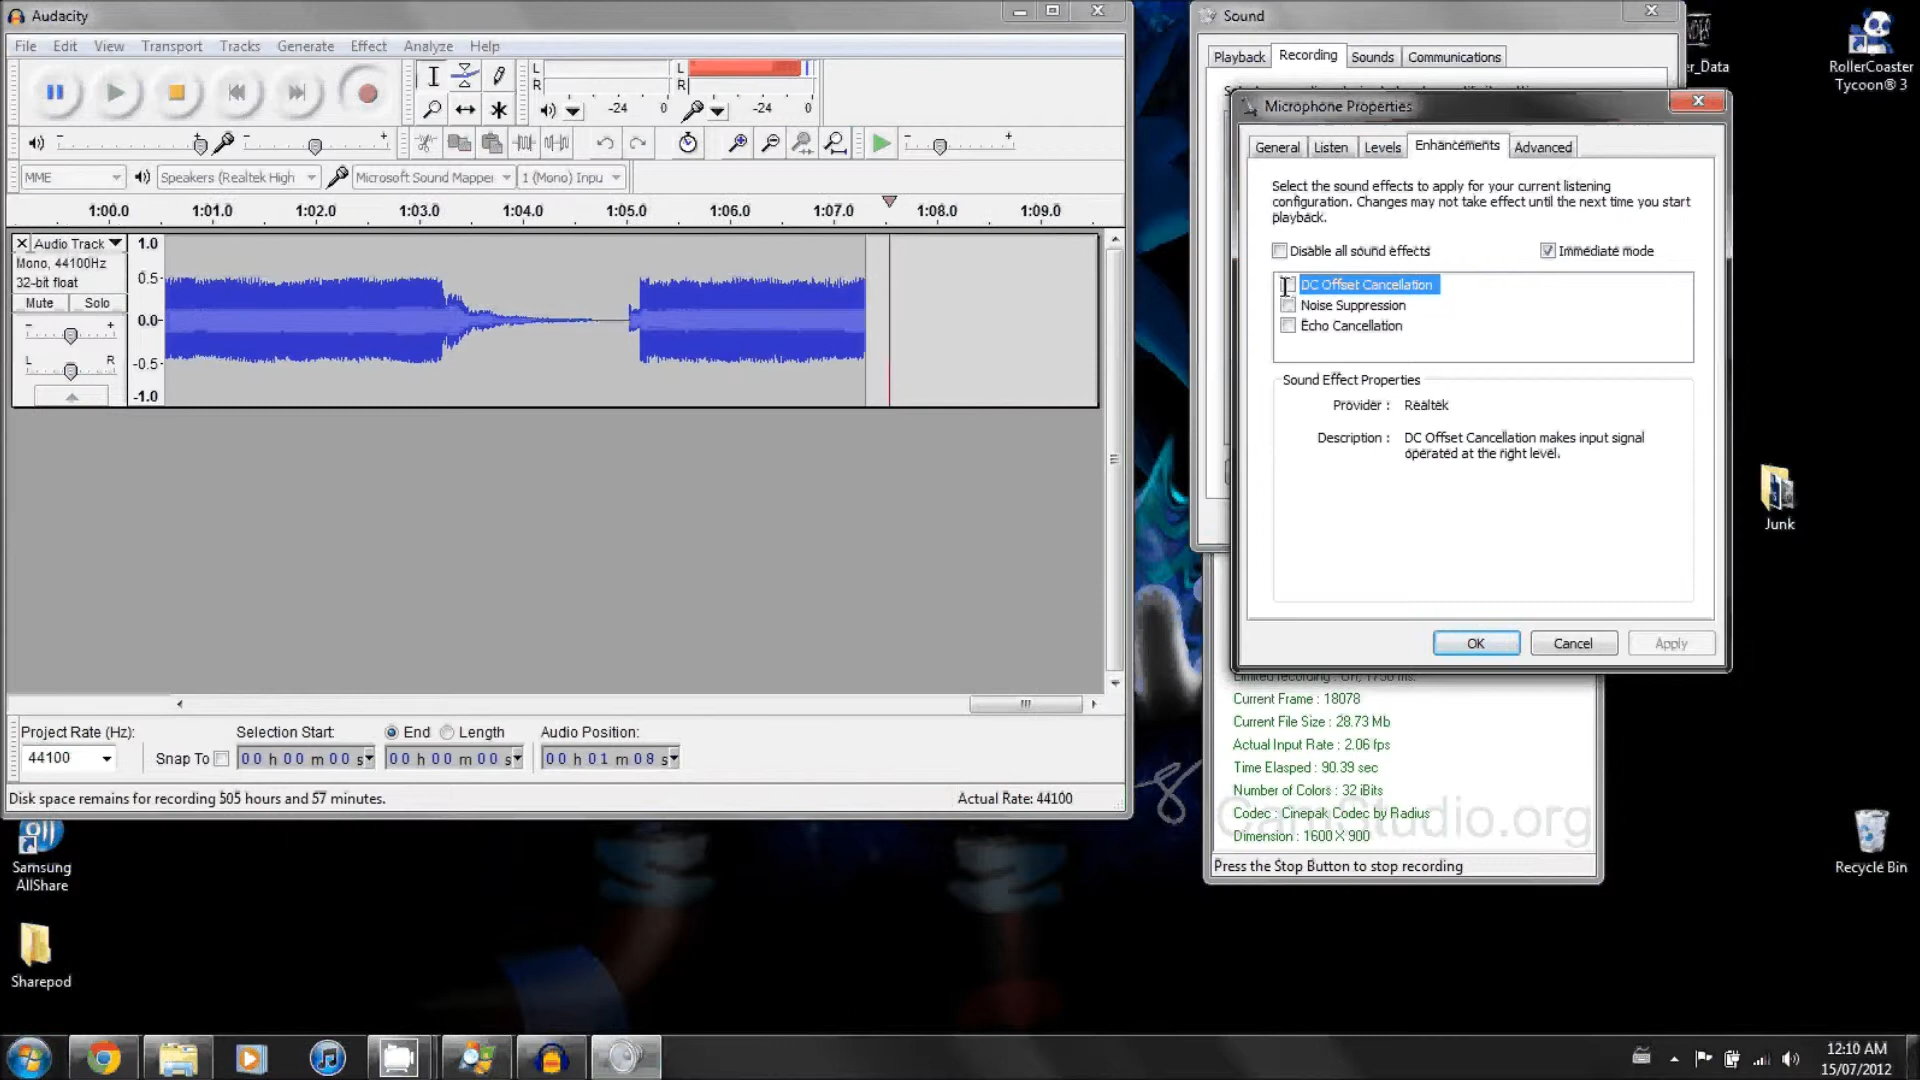 Audacity
File Edit View Transport Tracks Generate Effect Analyze Help
L
R
-24 0
L
R
-24 0
MME
Speakers (Realtek High
Microsoft Sound Mapper
1 (Mono) Inpu
1:00.0 1:01.0 1:02.0 1:03.0 1:04.0 1:05.0 1:06.0 1:07.0 1:08.0 1:09.0
Audio Track
Mono, 44100Hz
32-bit float
Mute Solo
- +
L R
1.0
0.5
0.0
-0.5
-1.0
Project Rate (Hz):
44100
Snap To
Selection Start:
00 h 00 m 00 s
End Length
00 h 00 m 00 s
Audio Position:
00 h 01 m 08 s
Disk space remains for recording 505 hours and 57 minutes.
Actual Rate: 44100
Sound
Playback Recording Sounds Communications
Microphone Properties
General Listen Levels Enhancements Advanced
Select the sound effects to apply for your current listening
configuration. Changes may not take effect until the next time you start
playback.
Disable all sound effects
Immediate mode
DC Offset Cancellation
Noise Suppression
Echo Cancellation
Sound Effect Properties
Provider : Realtek
Description : DC Offset Cancellation makes input signal
operated at the right level.
OK Cancel Apply
Current Frame : 18078
Current File Size : 28.73 Mb
Actual Input Rate : 2.06 fps
Time Elasped : 90.39 sec
Number of Colors : 32 iBits
Codec : Cinepak Codec by Radius
Dimension : 1600 X 900
CamStudio.org
Press the Stop Button to stop recording
r_Data
RollerCoaster
Tycoon® 3
Junk
Recycle Bin
Samsung
AllShare
Sharepod
12:10 AM
15/07/2012